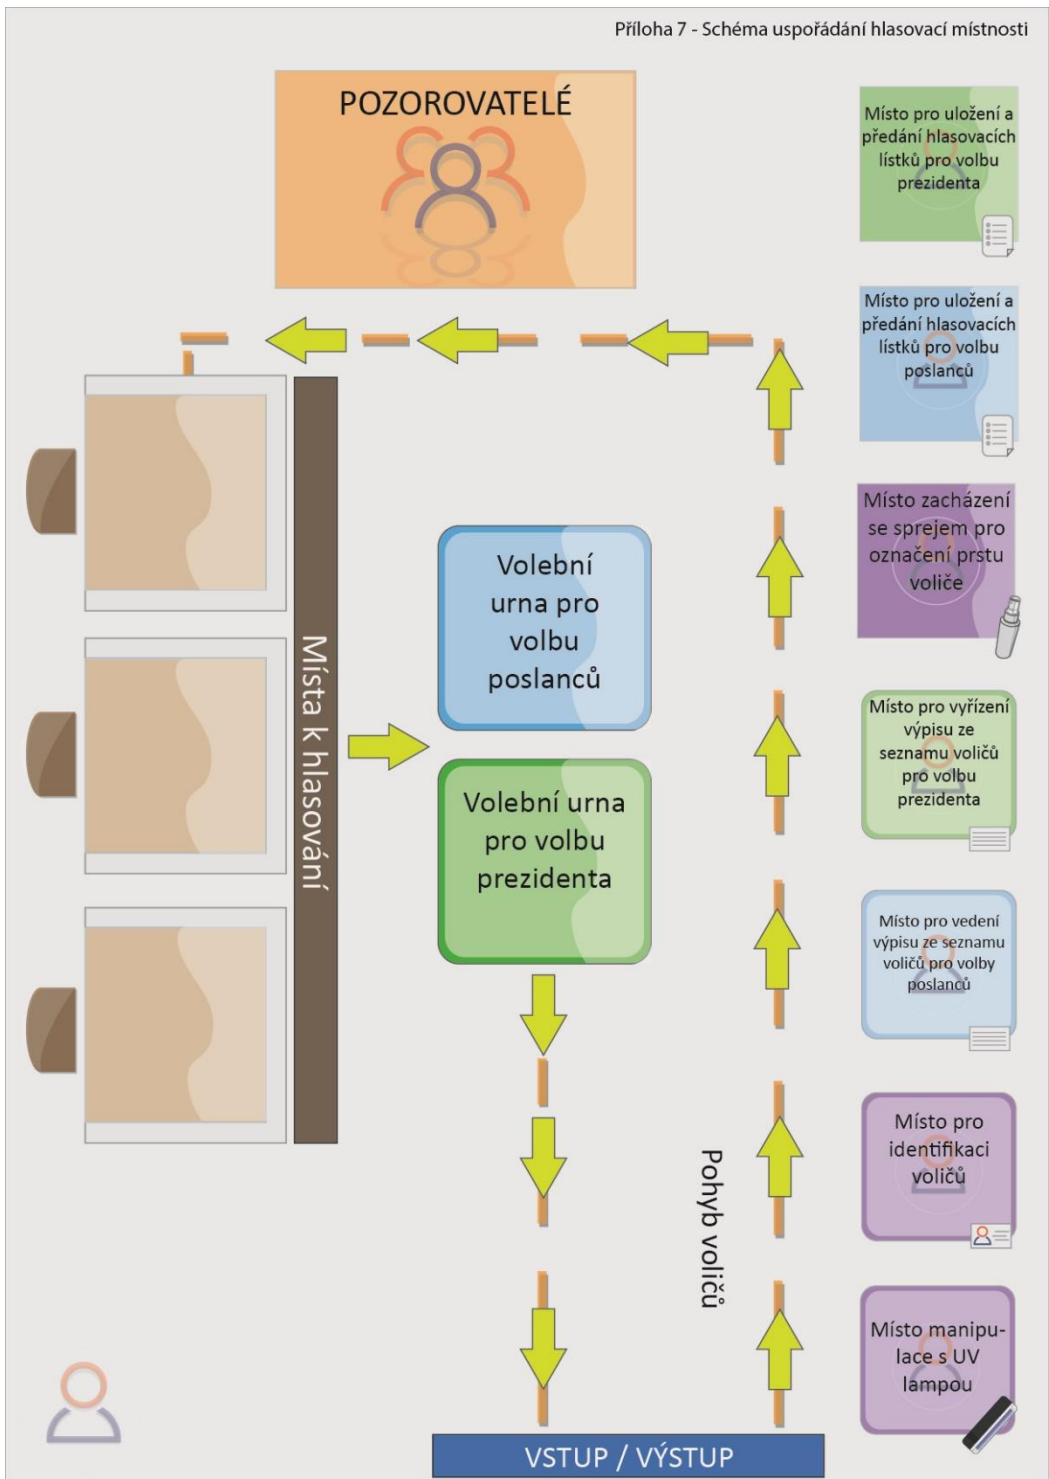 Příloha 7 - Schéma uspořádání hlasovací místnosti
POZOROVATELÉ
Místo pro uložení a
předání hlasovacích
lístků pro volbu
prezidenta
Místo pro uložení a
předání hlasovacích
lístků pro volbu
poslanců
Místo zacházení
se sprejem pro
označení prstu
voliče
Místo pro vyřízení
výpisu ze
seznamu voličů
pro volbu
prezidenta
Místo pro vedení
výpisu ze seznamu
voličů pro volby
poslanců
Místo pro
identifikaci
voličů
Místo manipu-
lace s UV
lampou
Místa k hlasování
Volební
urna pro
volbu
poslanců
Volební urna
pro volbu
prezidenta
Pohyb voličů
VSTUP / VÝSTUP